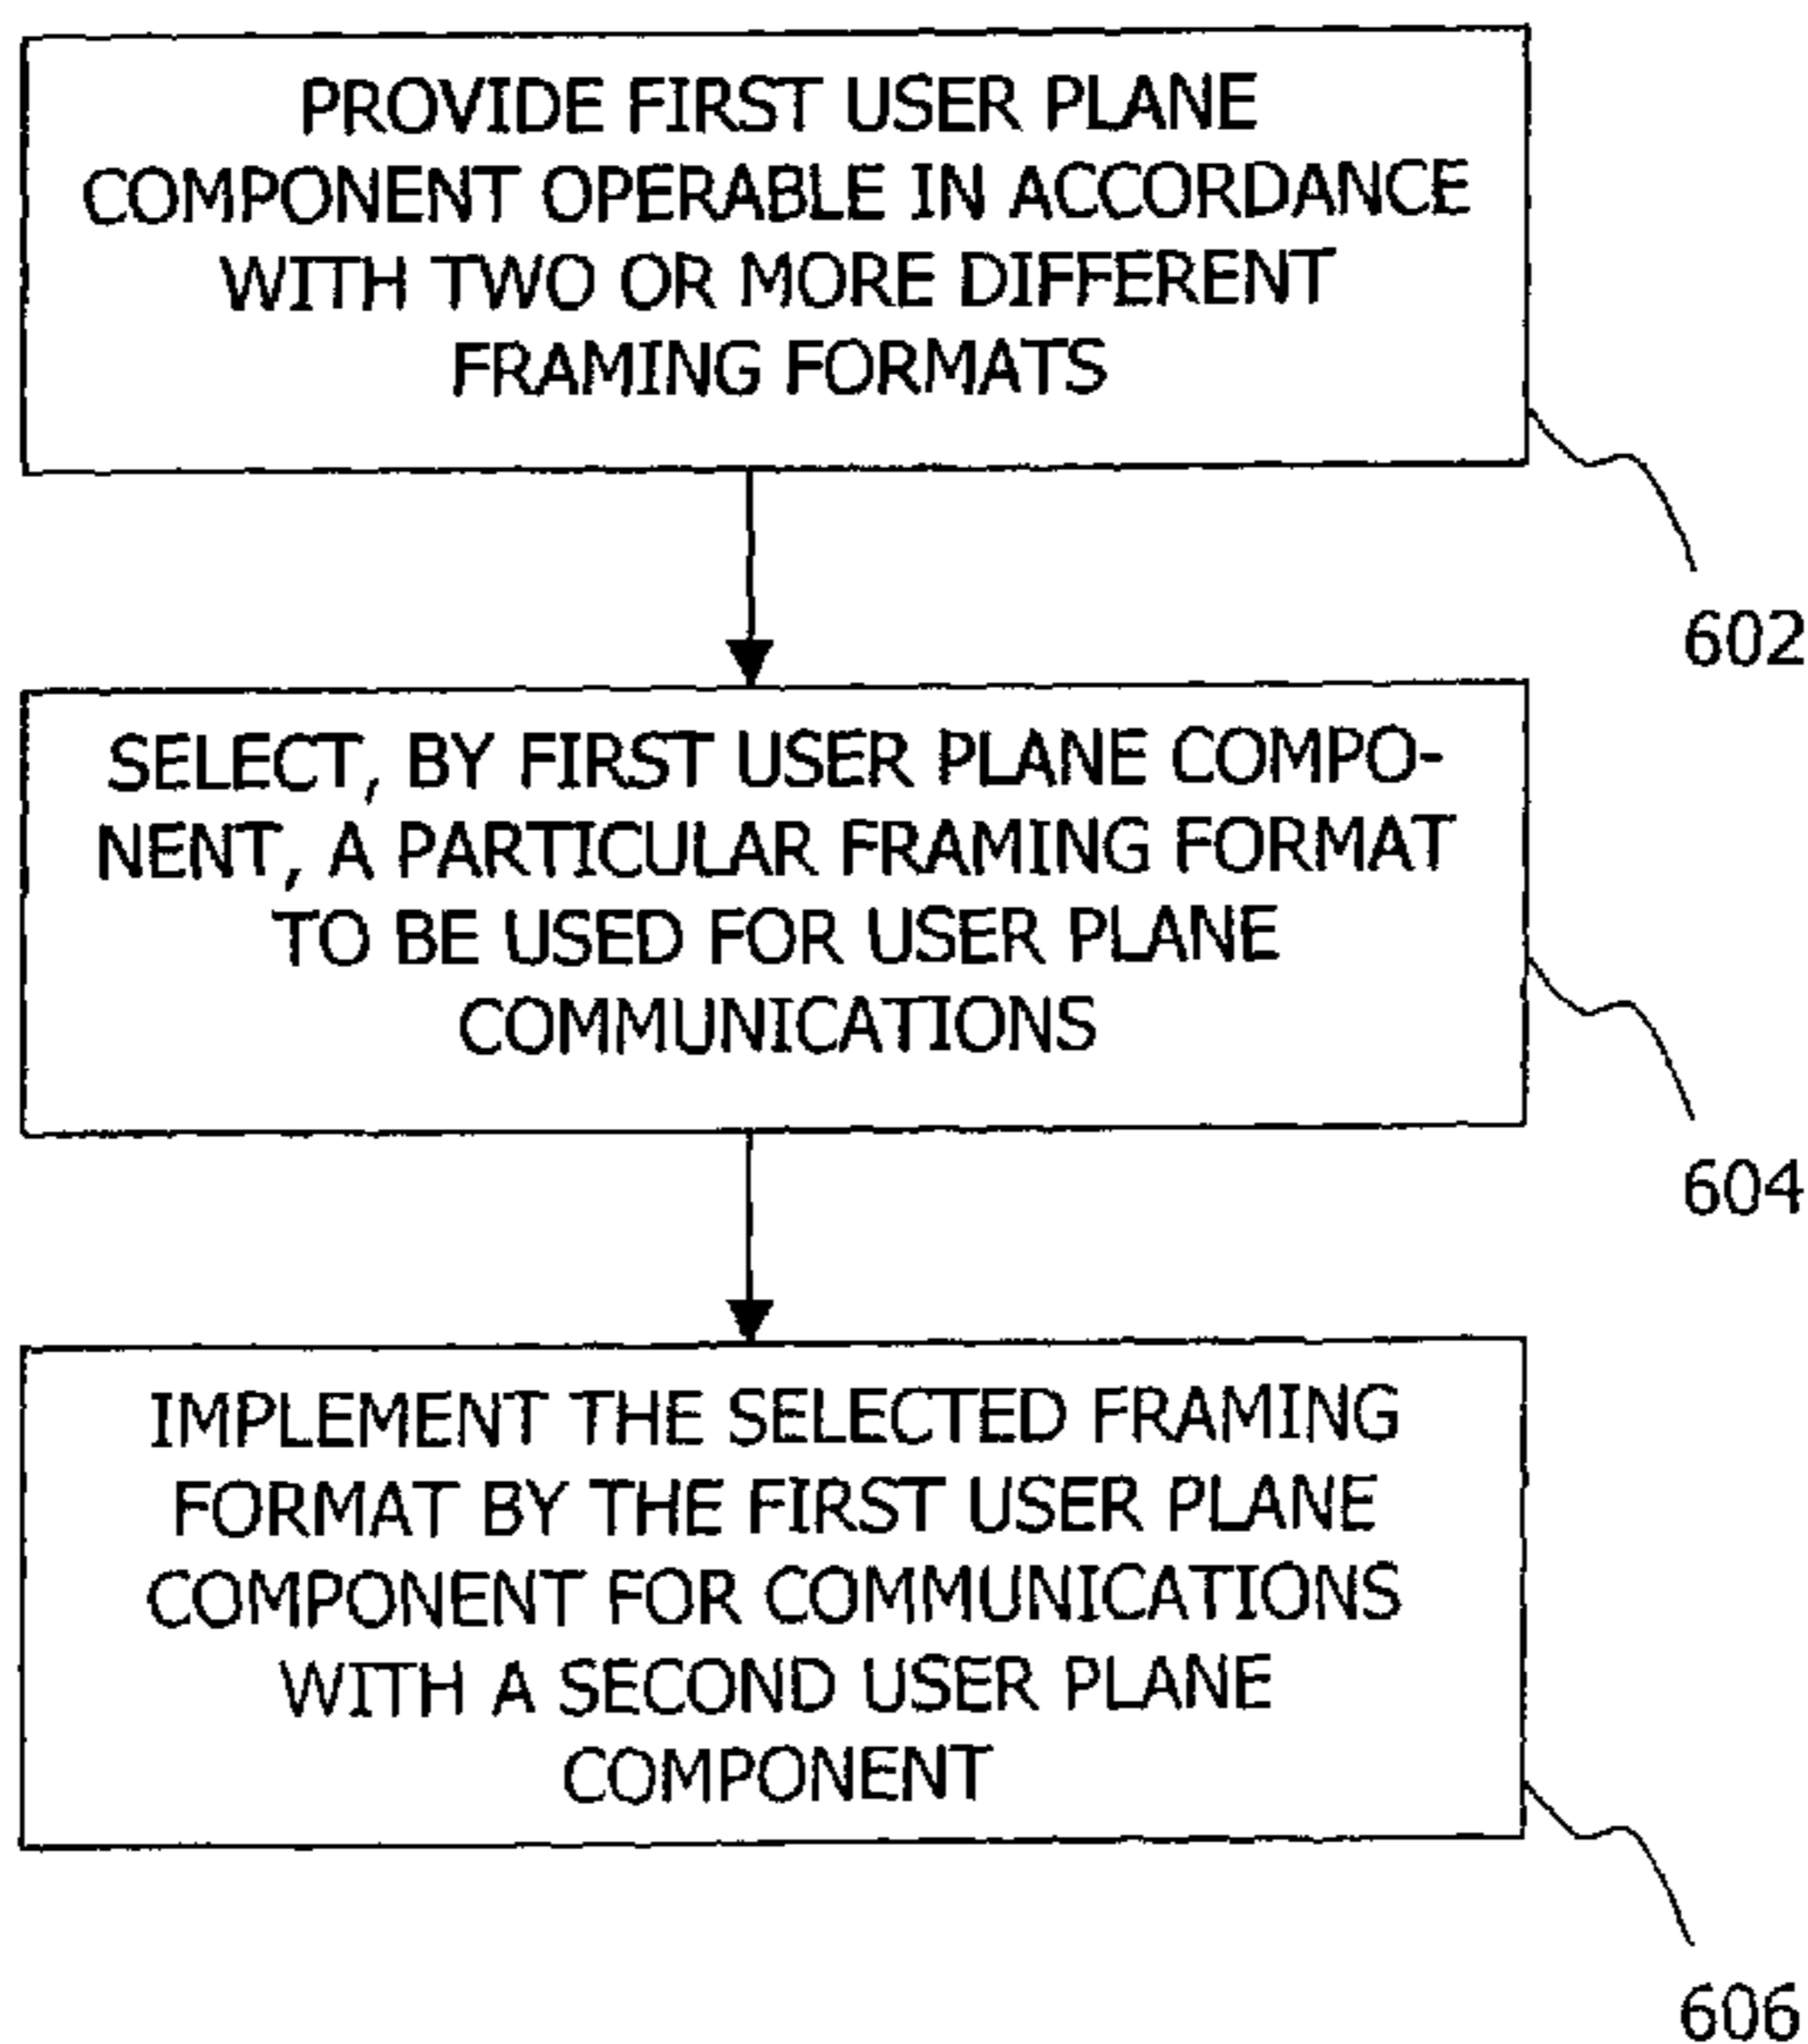 PROVIDE FIRST USER PLANE
COMPONENT OPERABLE IN ACCORDANCE
WITH TWO OR MORE DIFFERENT
FRAMING FORMATS
602
SELECT, BY FIRST USER PLANE COMPO-
NENT, A PARTICULAR FRAMING FORMAT
TO BE USED FOR USER PLANE
COMMUNICATIONS
604
IMPLEMENT THE SELECTED FRAMING
FORMAT BY THE FIRST USER PLANE
COMPONENT FOR COMMUNICATIONS
WITH A SECOND USER PLANE
COMPONENT
606